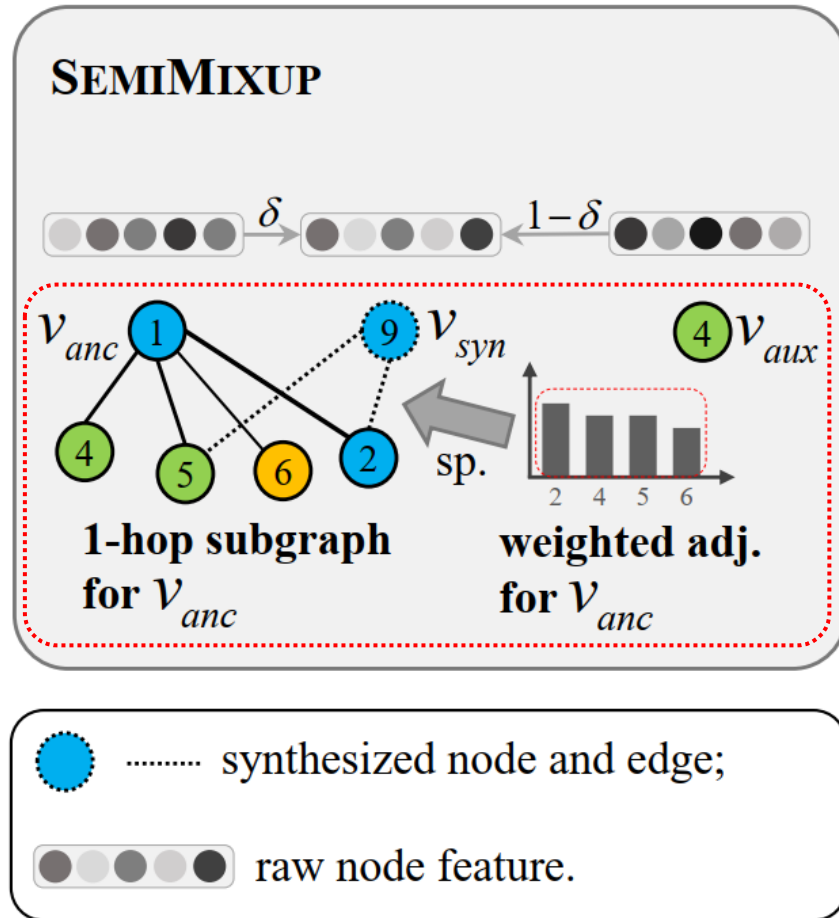 SEMIMIXUP
δ 1 − δ
v_anc 1 9 v_syn 4 v_aux
4 5 6 2 sp.
2 4 5 6
1-hop subgraph weighted adj.
for v_anc for v_anc
synthesized node and edge;
raw node feature.